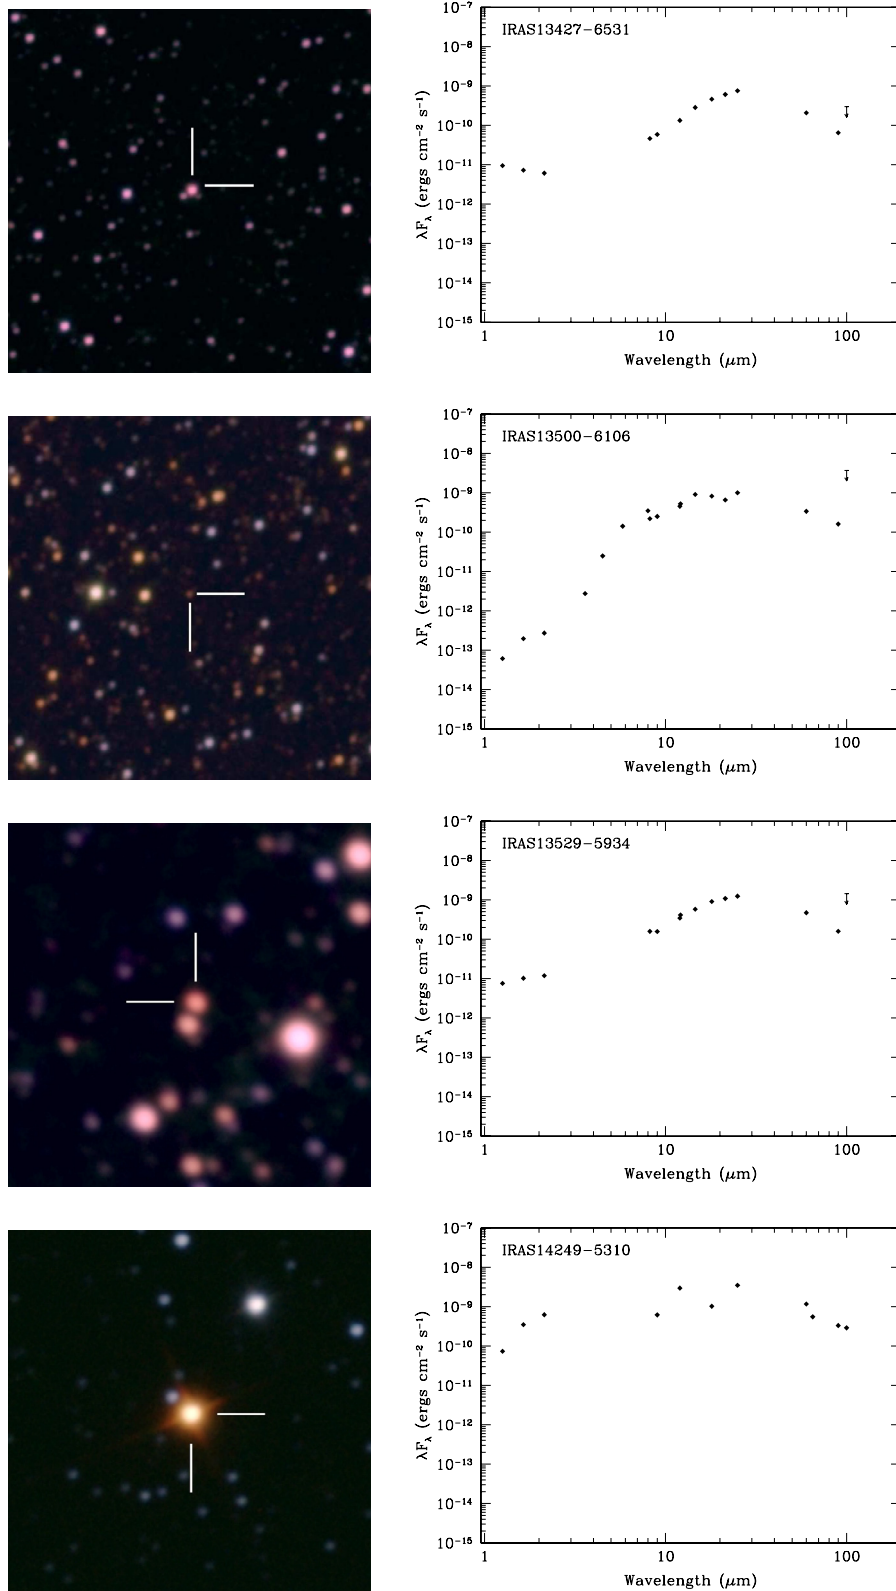 IRAS13427−6531
λFλ (ergs cm⁻² s⁻¹)
10⁻⁷
10⁻⁸
10⁻⁹
10⁻¹⁰
10⁻¹¹
10⁻¹²
10⁻¹³
10⁻¹⁴
10⁻¹⁵
1 10 100
Wavelength (μm)
IRAS13500−6106
λFλ (ergs cm⁻² s⁻¹)
10⁻⁷
10⁻⁸
10⁻⁹
10⁻¹⁰
10⁻¹¹
10⁻¹²
10⁻¹³
10⁻¹⁴
10⁻¹⁵
1 10 100
Wavelength (μm)
IRAS13529−5934
λFλ (ergs cm⁻² s⁻¹)
10⁻⁷
10⁻⁸
10⁻⁹
10⁻¹⁰
10⁻¹¹
10⁻¹²
10⁻¹³
10⁻¹⁴
10⁻¹⁵
1 10 100
Wavelength (μm)
IRAS14249−5310
λFλ (ergs cm⁻² s⁻¹)
10⁻⁷
10⁻⁸
10⁻⁹
10⁻¹⁰
10⁻¹¹
10⁻¹²
10⁻¹³
10⁻¹⁴
10⁻¹⁵
1 10 100
Wavelength (μm)